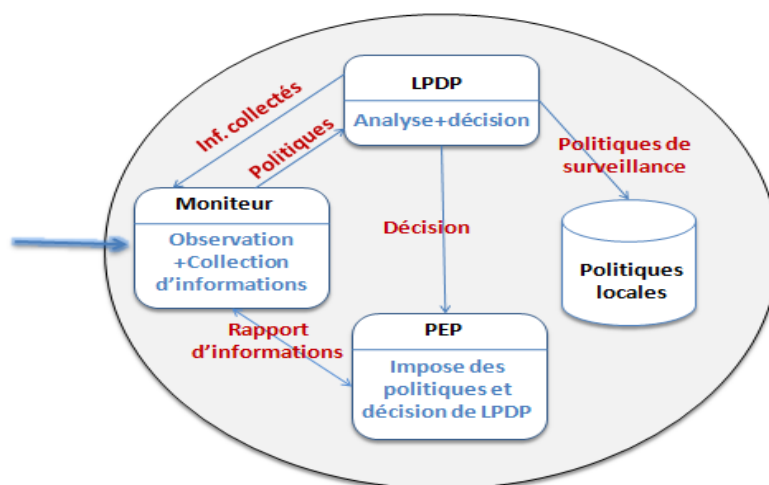 LPDP
Analyse+décision
Inf. collectés
Politiques
Politiques de
surveillance
Moniteur
Observation
+Collection
d'informations
Décision
Politiques
locales
Rapport
d'informations
PEP
Impose des
politiques et
décision de LPDP